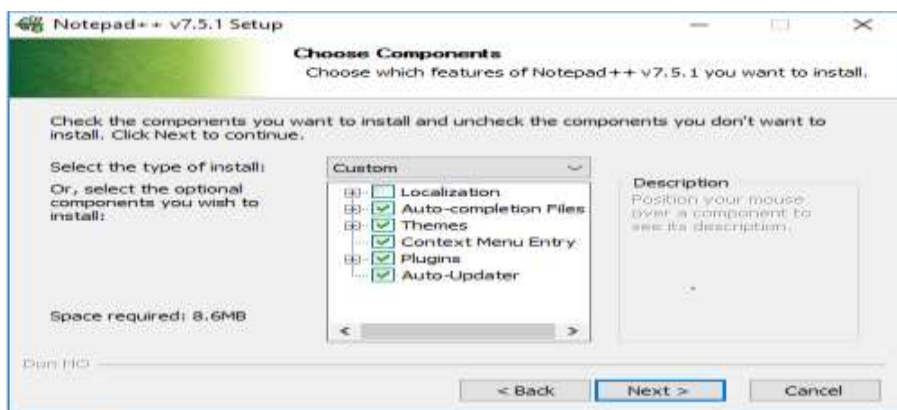 Notepad++ v7.5.1 Setup
Choose Components
Choose which features of Notepad++ v7.5.1 you want to install.
Check the components you want to install and uncheck the components you don't want to
install. Click Next to continue.
Select the type of install:
Custom
Or, select the optional
components you wish to
install:
Localization
Auto-completion Files
Themes
Context Menu Entry
Plugins
Auto-Updater
Description
Position your mouse
over a component to
see its description.
Space required: 8.6MB
Don HO
< Back
Next >
Cancel